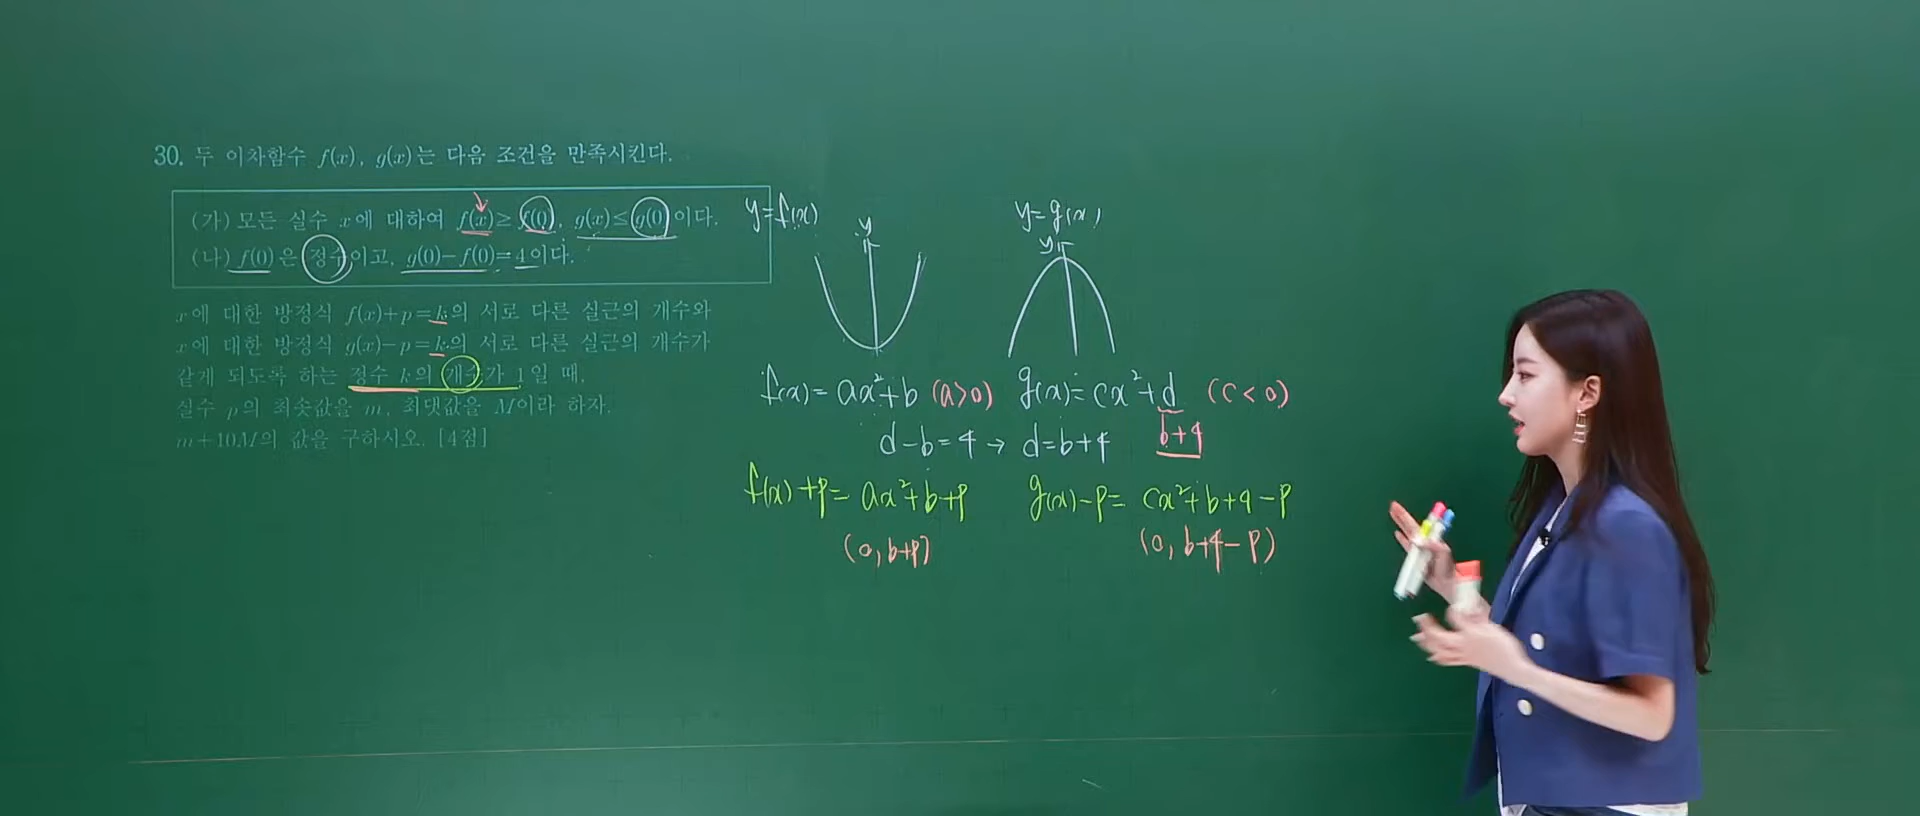 30. 두 이차함수 f(x), g(x)는 다음 조건을 만족시킨다.
(가) 모든 실수 x에 대하여 f(x)≥f(0), g(x)≤g(0)이다.
(나) f(0)은 정수이고, g(0)-f(0)=4이다.
x에 대한 방정식 f(x)+p=k의 서로 다른 실근의 개수와
x에 대한 방정식 g(x)-p=k의 서로 다른 실근의 개수가
같게 되도록 하는 정수 k의 개수가 1일 때,
실수 p의 최솟값을 m, 최댓값을 M이라 하자.
m+10M의 값을 구하시오. [4점]
y=f(x)
y
y=g(x)
y
f(x)=ax²+b (a>0)
g(x)=cx²+d (c<0)
d-b=4→ d=b+4
b+4
f(x)+p= ax²+b+p
g(x)-p= cx²+b+4-p
(0, b+p)
(0, b+4-p)